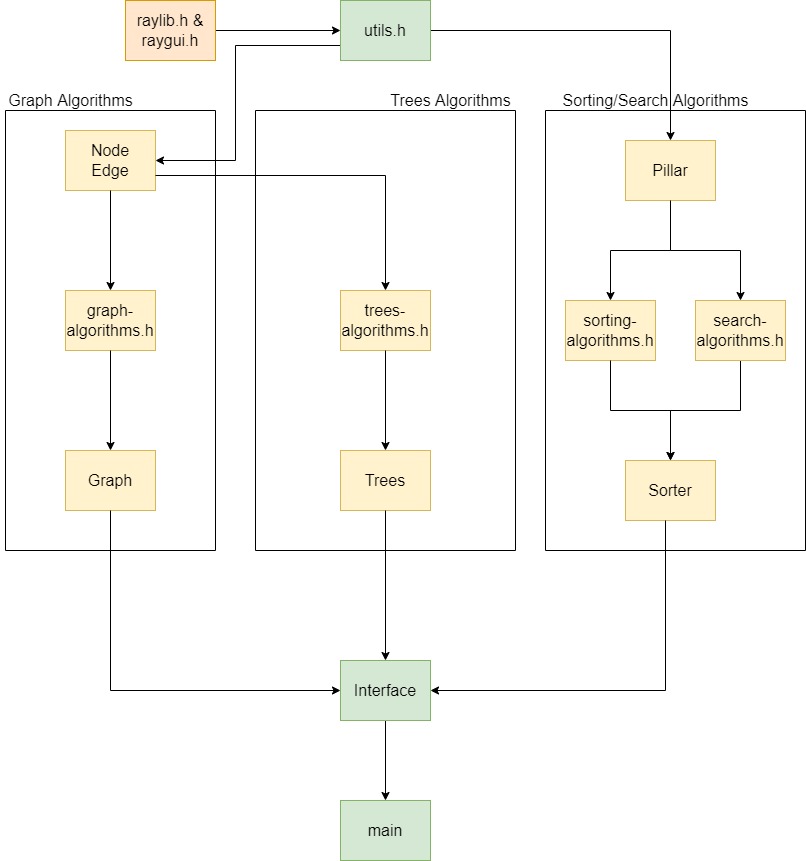 raylib.h &
raygui.h
utils.h
Graph Algorithms
Trees Algorithms
Sorting/Search Algorithms
Node
Edge
Pillar
graph-
algorithms.h
trees-
algorithms.h
sorting-
algorithms.h
search-
algorithms.h
Graph
Trees
Sorter
Interface
main